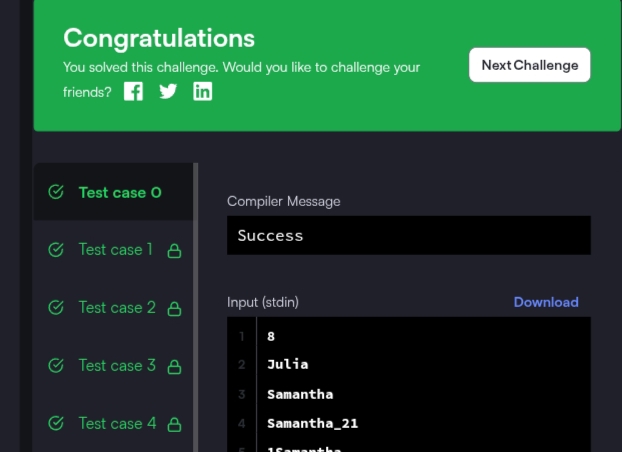 Congratulations
You solved this challenge. Would you like to challenge your
friends?
Next Challenge
Test case 0
Test case 1
Test case 2
Test case 3
Test case 4
Compiler Message
Success
Input (stdin)
Download
1 8
2 Julia
3 Samantha
4 Samantha_21
5 1Samantha